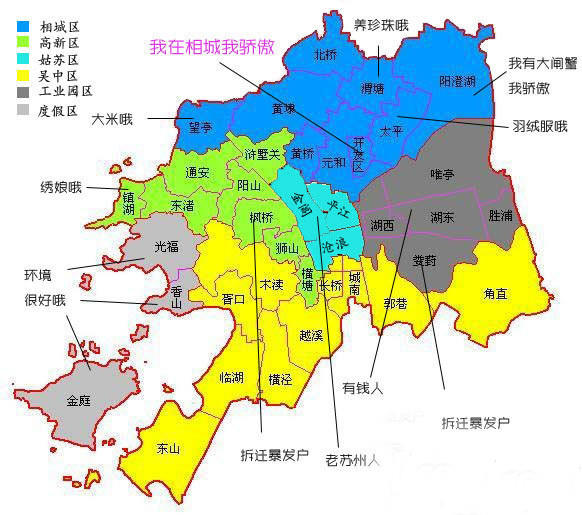 相城区
高新区
姑苏区
吴中区
工业园区
度假区
我在相城我骄傲
养珍珠哦
我有大闸蟹
我骄傲
大米哦
羽绒服哦
绣娘哦
环境
很好哦
有钱人
拆迁暴发户
拆迁暴发户
老苏州人
北桥
渭塘
阳澄湖
黄埭
望亭
太平
开发区
黄桥
元和
浒墅关
通安
阳山
镇湖
东渚
枫桥
狮山
横塘
金阊
平江
沧浪
唯亭
湖西
湖东
胜浦
娄葑
光福
香山
胥口
木渎
长桥
城南
郭巷
角直
越溪
临湖
横泾
东山
金庭